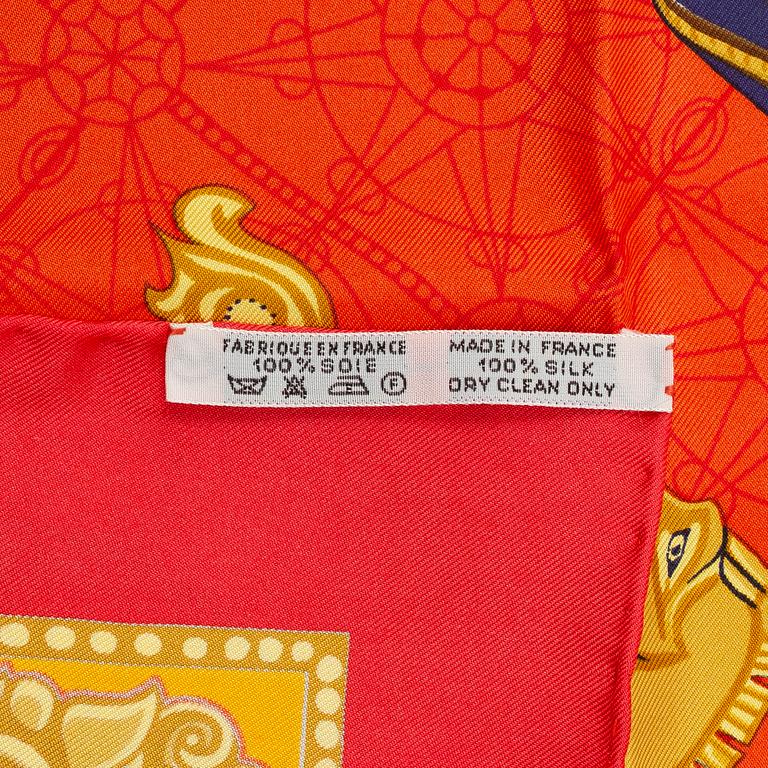 FABRIQUE EN FRANCE
100% SOIE
F
MADE IN FRANCE
100% SILK
DRY CLEAN ONLY